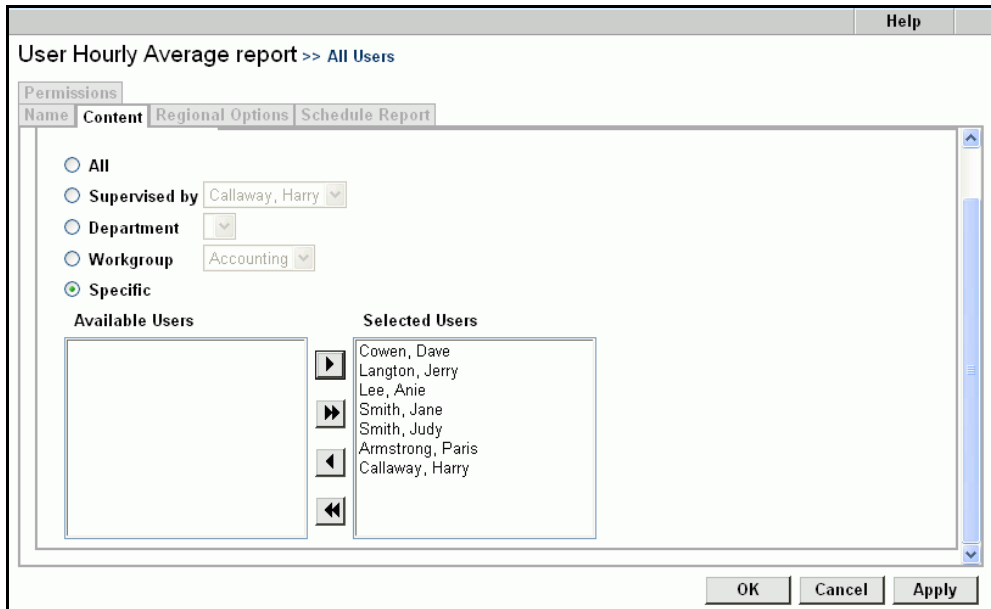 Help
User Hourly Average report >> All Users
Permissions
Name Content Regional Options Schedule Report
All
Supervised by Callaway, Harry
Department
Workgroup Accounting
Specific
Available Users Selected Users
Cowen, Dave
Langton, Jerry
Lee, Anie
Smith, Jane
Smith, Judy
Armstrong, Paris
Callaway, Harry
OK Cancel Apply